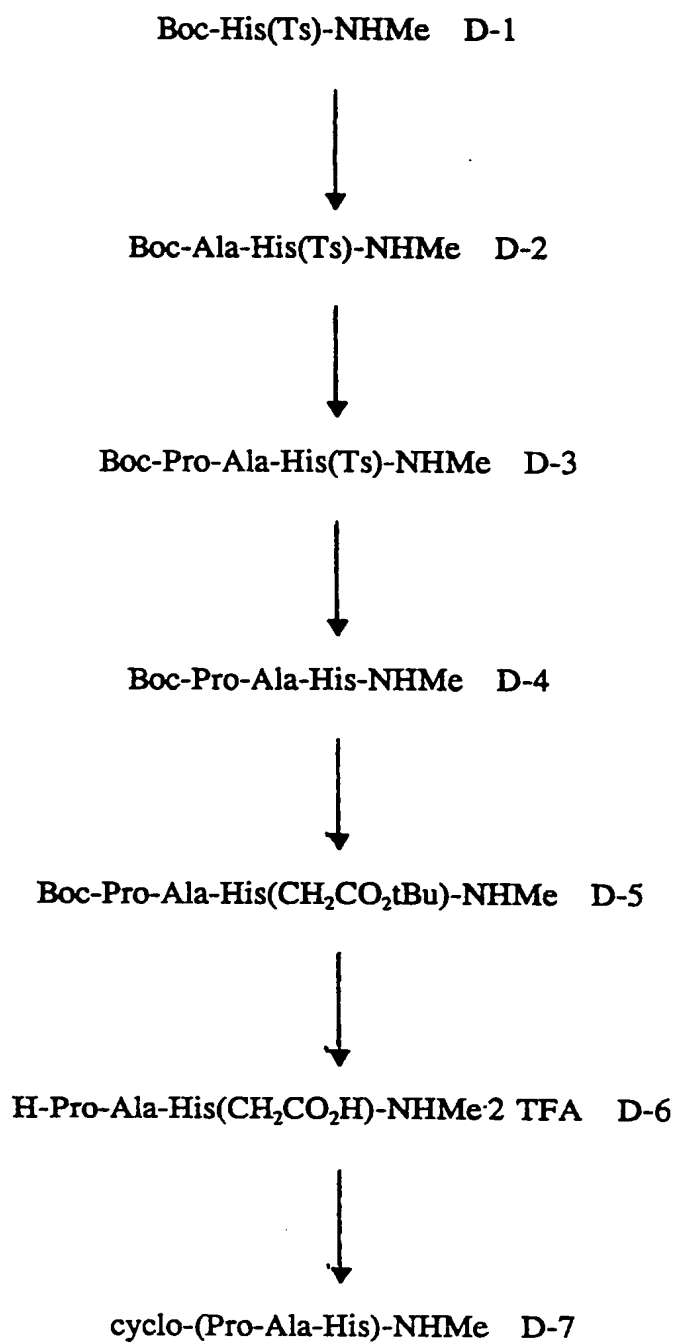 Boc-His(Ts)-NHMe D-1
Boc-Ala-His(Ts)-NHMe D-2
Boc-Pro-Ala-His(Ts)-NHMe D-3
Boc-Pro-Ala-His-NHMe D-4
Boc-Pro-Ala-His(CH₂CO₂tBu)-NHMe D-5
H-Pro-Ala-His(CH₂CO₂H)-NHMe·2 TFA D-6
cyclo-(Pro-Ala-His)-NHMe D-7